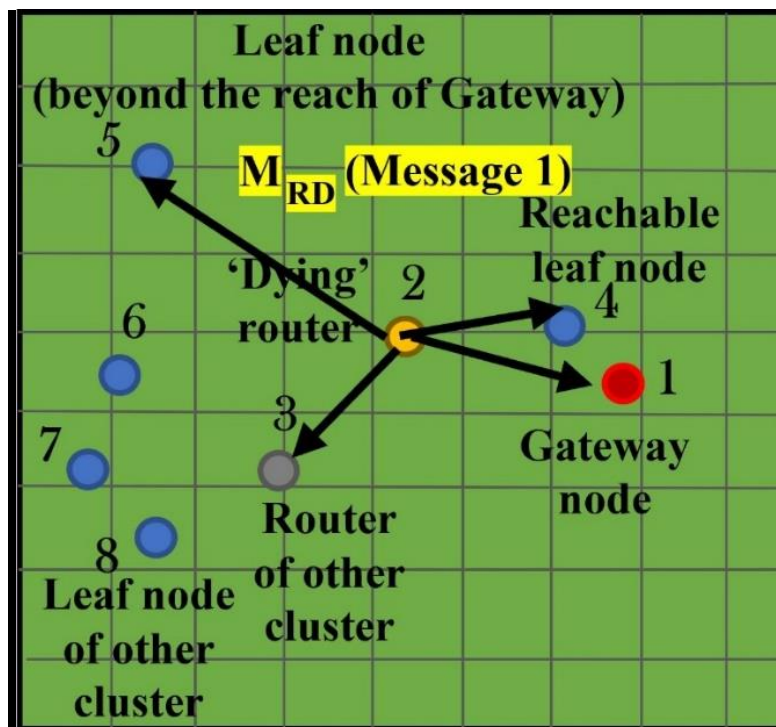 Leaf node
(beyond the reach of Gateway)
5
M_RD (Message 1)
Reachable
leaf node
‘Dying’
router
2
4
6
3
1
7
Gateway
node
8
Router
of other
cluster
Leaf node
of other
cluster